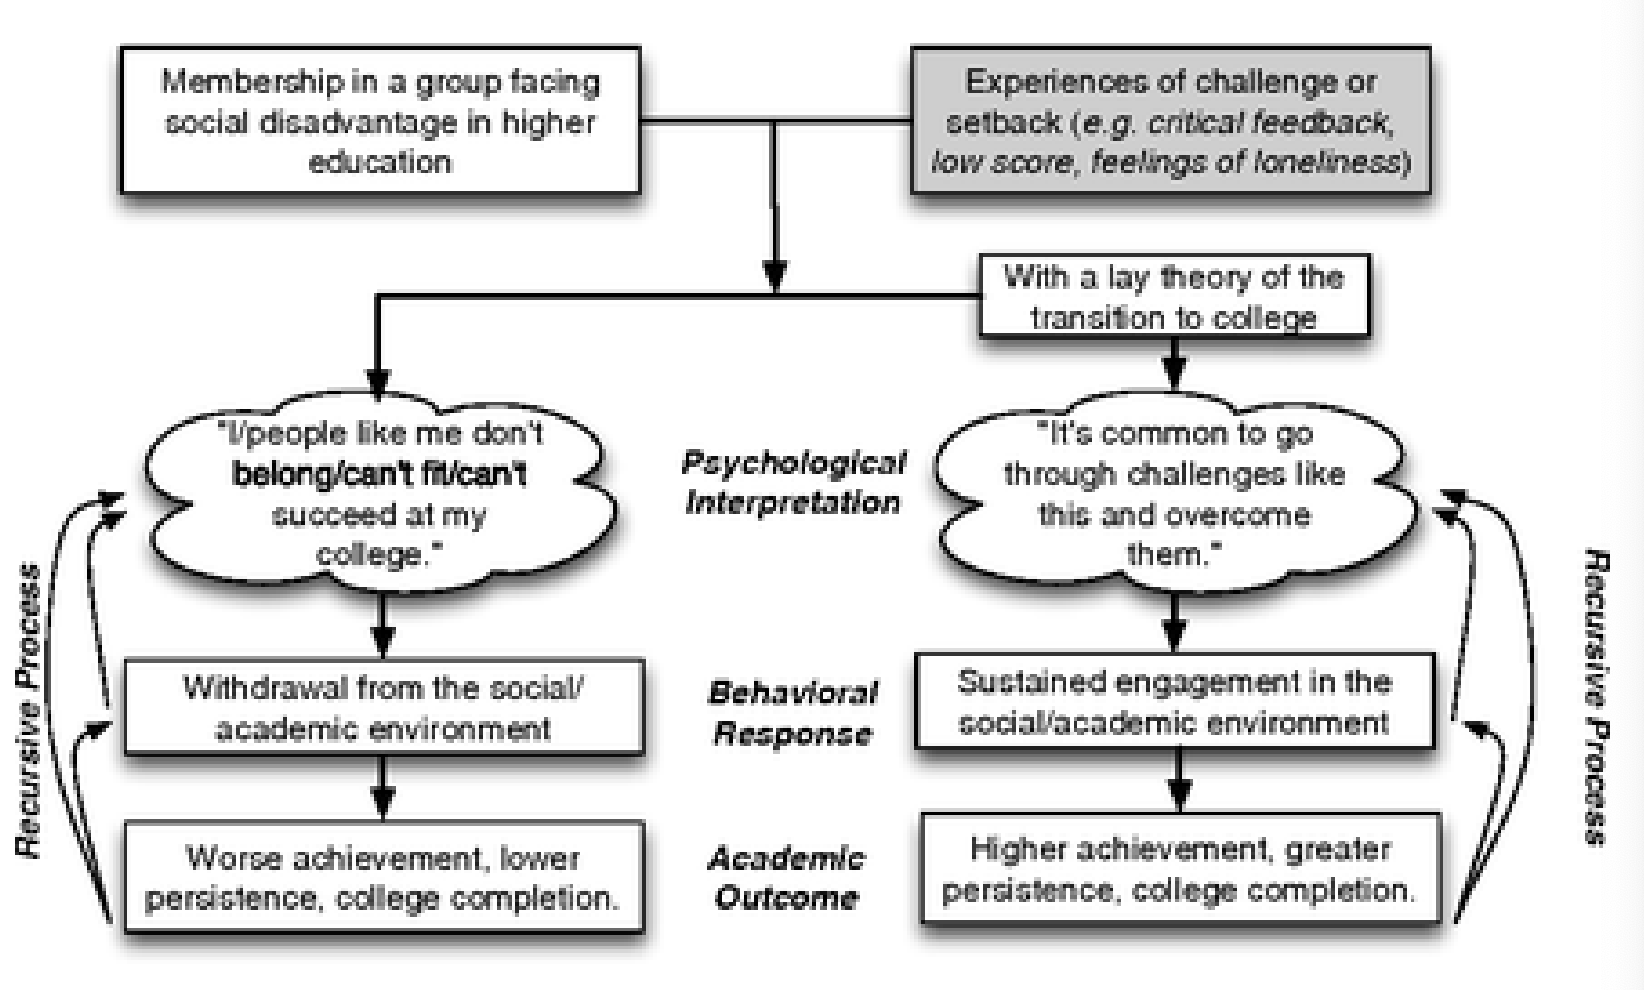 Membership in a group facing
social disadvantage in higher
education
Experiences of challenge or
setback (e.g. critical feedback,
low score, feelings of loneliness)
With a lay theory of the
transition to college
"I/people like me don't
belong/can't fit/can't
succeed at my
college."
Psychological
Interpretation
"It's common to go
through challenges like
this and overcome
them."
Recursive Process
Recursive Process
Withdrawal from the social/
academic environment
Behavioral
Response
Sustained engagement in the
social/academic environment
Worse achievement, lower
persistence, college completion.
Academic
Outcome
Higher achievement, greater
persistence, college completion.